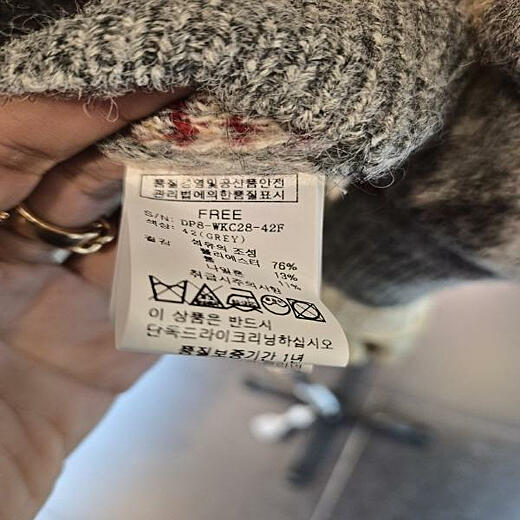 품질경영및공산품안전
관리법에의한품질표시
FREE
S/N: DP8-WKC28-42F
색상: 42(GREY)
겉감 섬유의 조성
폴리에스터 76%
울 13%
나일론 11%
취급시주의사항
이 상품은 반드시
단독드라이크리닝하십시오
품질보증기간 1년